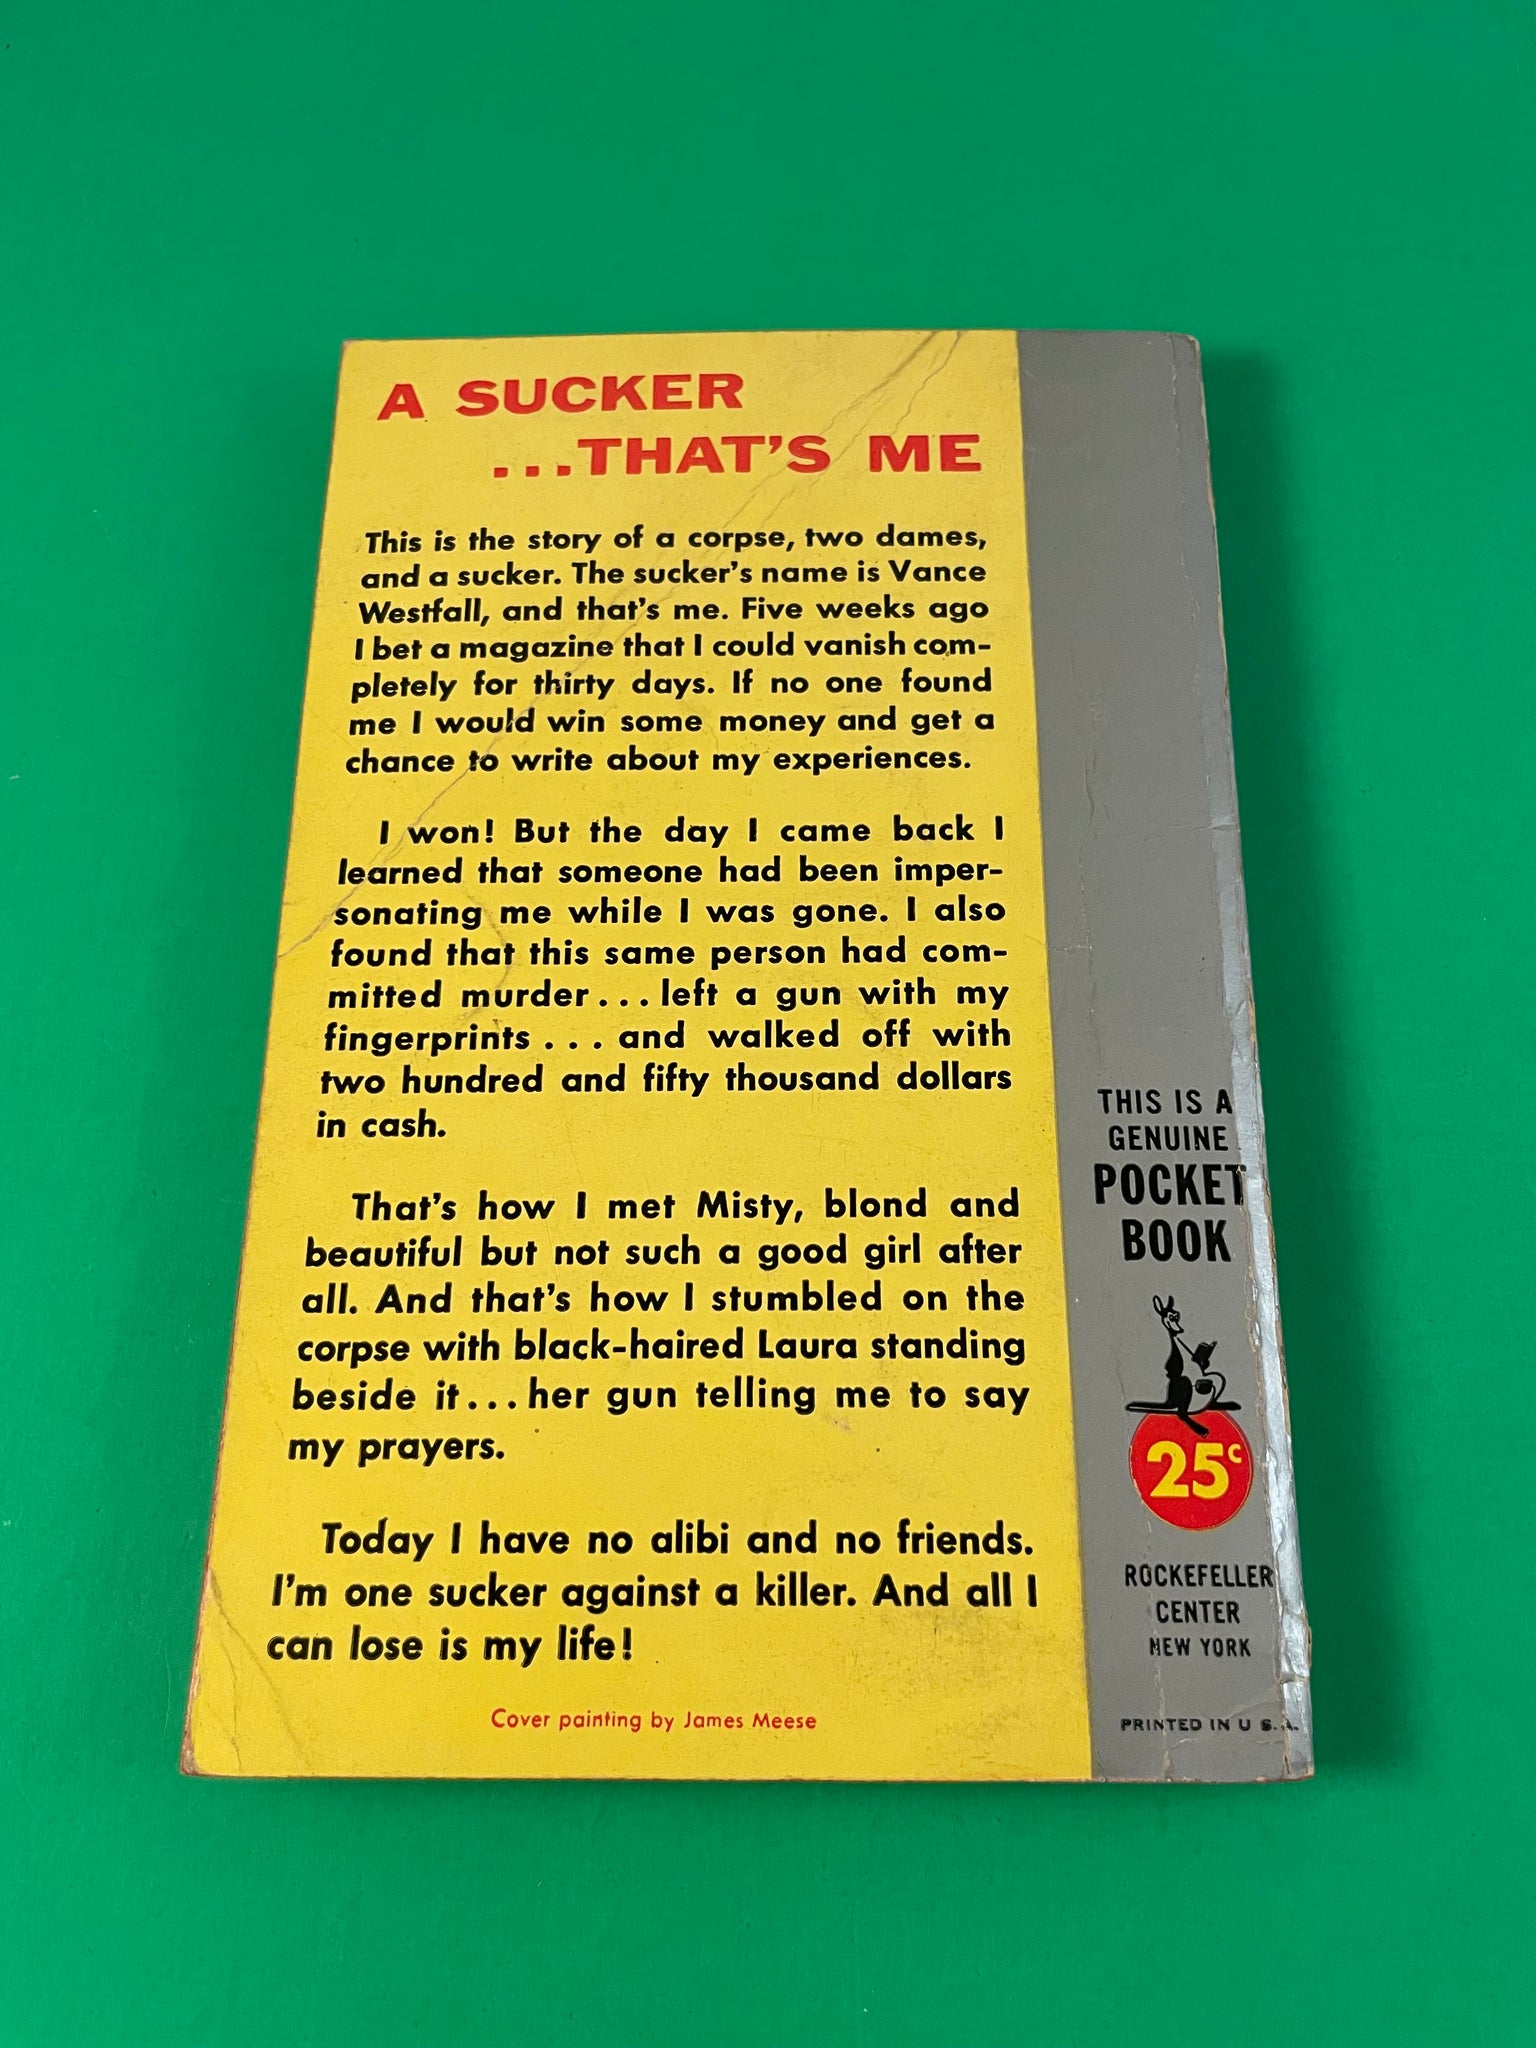 A SUCKER
...THAT'S ME
This is the story of a corpse, two dames,
and a sucker. The sucker's name is Vance
Westfall, and that's me. Five weeks ago
I bet a magazine that I could vanish com-
pletely for thirty days. If no one found
me I would win some money and get a
chance to write about my experiences.
I won! But the day I came back I
learned that someone had been imper-
sonating me while I was gone. I also
found that this same person had com-
mitted murder...left a gun with my
fingerprints...and walked off with
two hundred and fifty thousand dollars
in cash.
That's how I met Misty, blond and
beautiful but not such a good girl after
all. And that's how I stumbled on the
corpse with black-haired Laura standing
beside it...her gun telling me to say
my prayers.
Today I have no alibi and no friends.
I'm one sucker against a killer. And all I
can lose is my life!
Cover painting by James Meese
THIS IS A
GENUINE
POCKET
BOOK
25c
ROCKEFELLER
CENTER
NEW YORK
PRINTED IN U S.A.